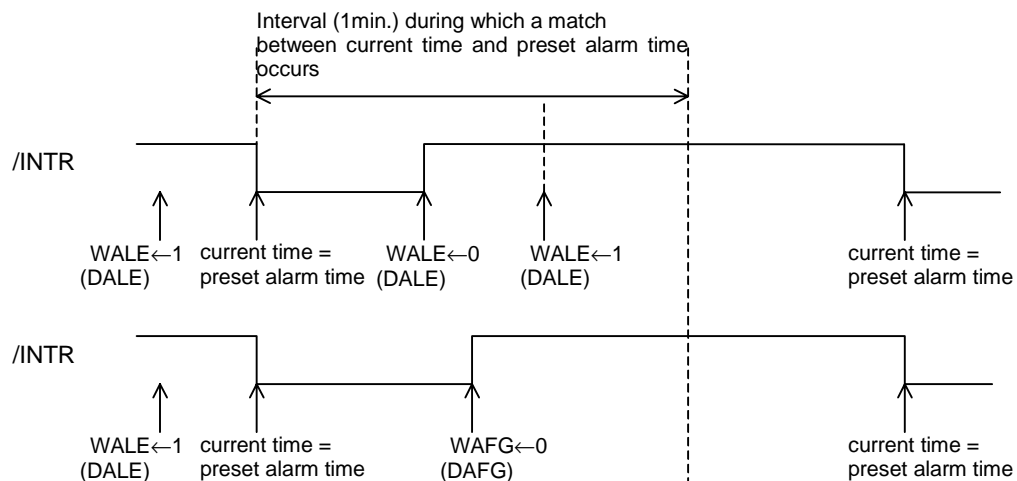 Interval (1min.) during which a match
between current time and preset alarm time
occurs
/INTR
WALE←1 current time = WALE←0 WALE←1 current time =
(DALE) preset alarm time (DALE) (DALE) preset alarm time
/INTR
WALE←1 current time = WAFG←0 current time =
(DALE) preset alarm time (DAFG) preset alarm time